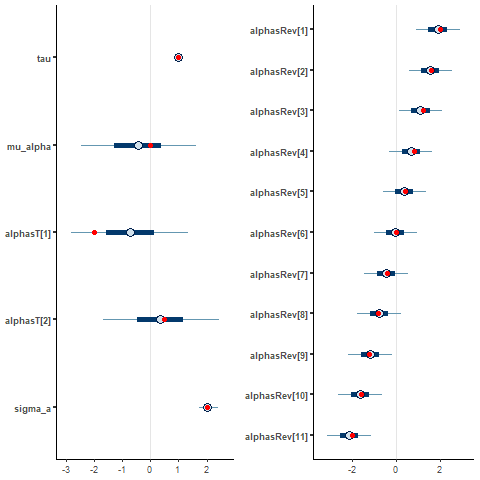 tau
mu_alpha
alphasT[1]
alphasT[2]
sigma_a
-3 -2 -1 0 1 2
alphasRev[1]
alphasRev[2]
alphasRev[3]
alphasRev[4]
alphasRev[5]
alphasRev[6]
alphasRev[7]
alphasRev[8]
alphasRev[9]
alphasRev[10]
alphasRev[11]
-2 0 2